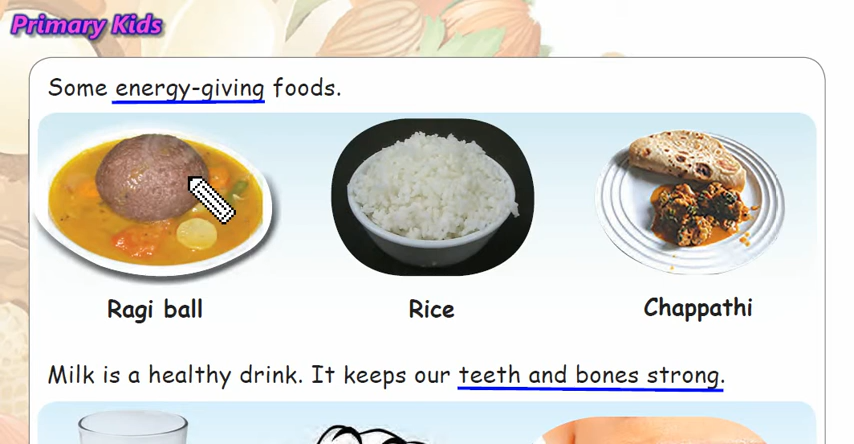 Primary Kids
Some energy-giving foods.
Ragi ball
Rice
Chappathi
Milk is a healthy drink. It keeps our teeth and bones strong.